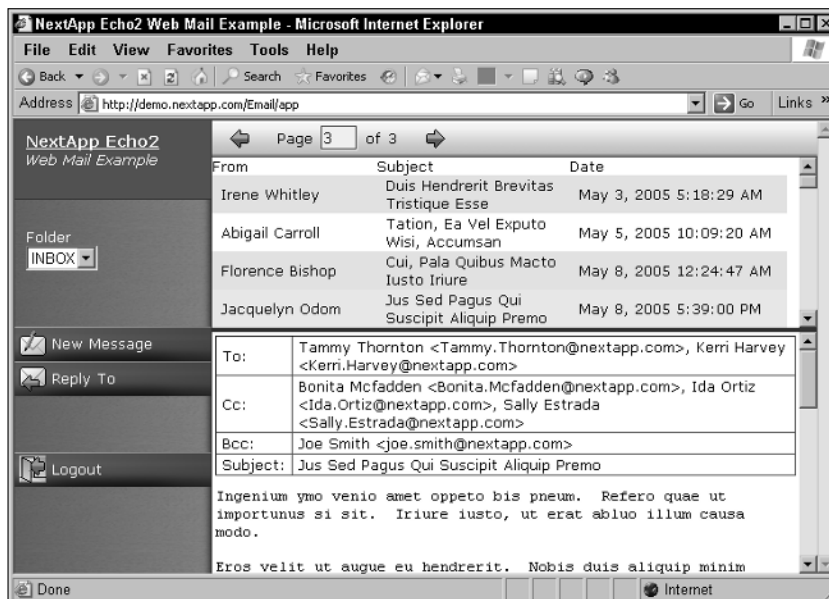 NextApp Echo2 Web Mail Example - Microsoft Internet Explorer
File Edit View Favorites Tools Help
Back Search Favorites
Address http://demo.nextapp.com/Email/app Go Links »
NextApp Echo2
Web Mail Example
Page 3 of 3
From Subject Date
Irene Whitley Duis Hendrerit Brevitas Tristique Esse May 3, 2005 5:18:29 AM
Abigail Carroll Tation, Ea Vel Exputo Wisi, Accumsan May 5, 2005 10:09:20 AM
Florence Bishop Cui, Pala Quibus Macto Iusto Iriure May 8, 2005 12:24:47 AM
Jacquelyn Odom Jus Sed Pagus Qui Suscipit Aliquip Premo May 8, 2005 5:39:00 PM
Folder
INBOX
New Message
Reply To
Logout
To: Tammy Thornton <Tammy.Thornton@nextapp.com>, Kerri Harvey
<Kerri.Harvey@nextapp.com>
Cc: Bonita Mcfadden <Bonita.Mcfadden@nextapp.com>, Ida Ortiz
<Ida.Ortiz@nextapp.com>, Sally Estrada
<Sally.Estrada@nextapp.com>
Bcc: Joe Smith <joe.smith@nextapp.com>
Subject: Jus Sed Pagus Qui Suscipit Aliquip Premo
Ingenium ymo venio amet oppeto bis pneum. Refero quae ut
importunus si sit. Iriure iusto, ut erat abluo illum causa
modo.
Eros velit ut augue eu hendrerit. Nobis duis aliquip minim
Done Internet